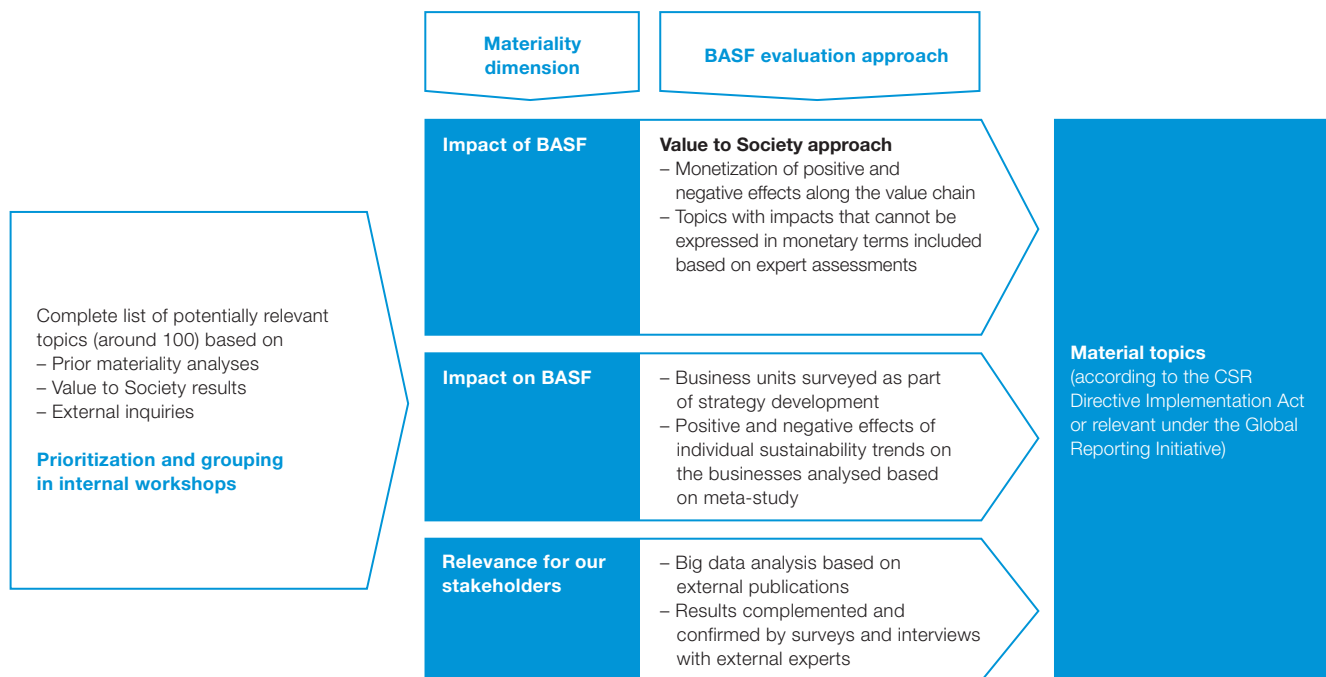 Materiality
dimension
BASF evaluation approach
Complete list of potentially relevant
topics (around 100) based on
– Prior materiality analyses
– Value to Society results
– External inquiries
Prioritization and grouping
in internal workshops
Impact of BASF
Value to Society approach
– Monetization of positive and
negative effects along the value chain
– Topics with impacts that cannot be
expressed in monetary terms included
based on expert assessments
Impact on BASF
– Business units surveyed as part
of strategy development
– Positive and negative effects of
individual sustainability trends on
the businesses analysed based
on meta-study
Relevance for our
stakeholders
– Big data analysis based on
external publications
– Results complemented and
confirmed by surveys and interviews
with external experts
Material topics
(according to the CSR
Directive Implementation Act
or relevant under the Global
Reporting Initiative)